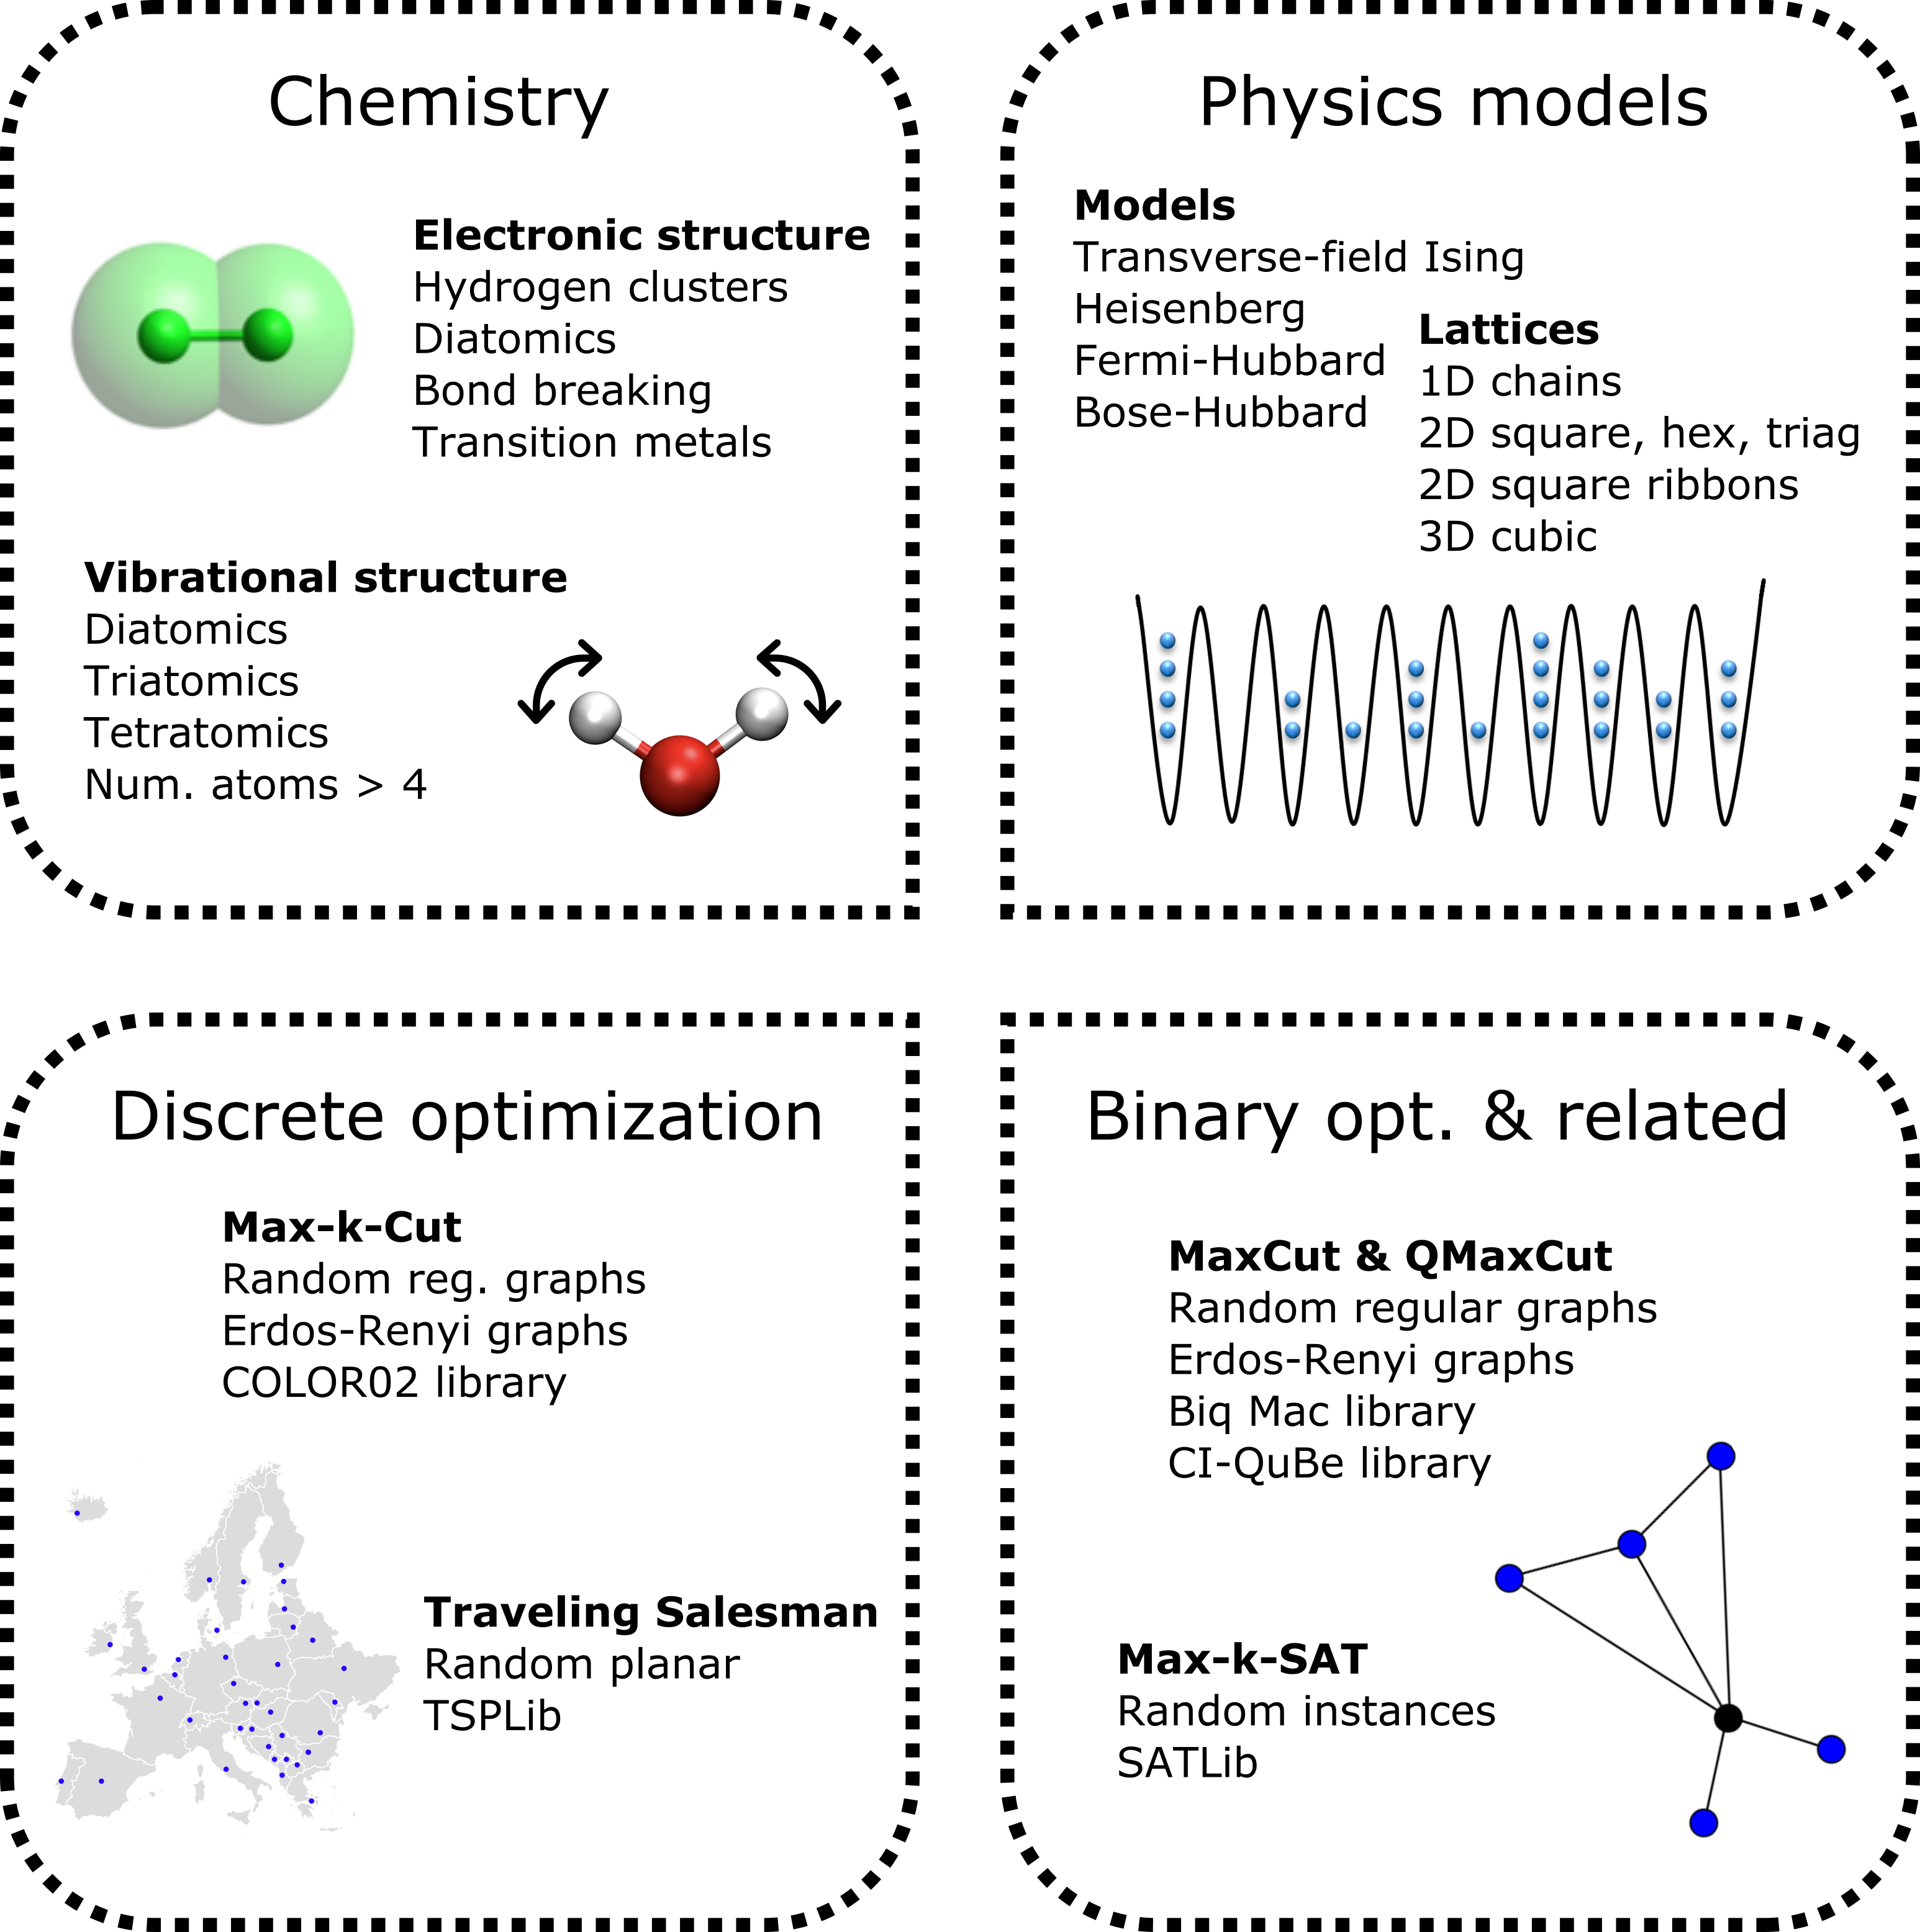 Chemistry
Electronic structure
Hydrogen clusters
Diatomics
Bond breaking
Transition metals
Vibrational structure
Diatomics
Triatomics
Tetratomics
Num. atoms > 4
Physics models
Models
Transverse-field Ising
Heisenberg
Fermi-Hubbard
Bose-Hubbard
Lattices
1D chains
2D square, hex, triag
2D square ribbons
3D cubic
Discrete optimization
Max-k-Cut
Random reg. graphs
Erdos-Renyi graphs
COLOR02 library
Traveling Salesman
Random planar
TSPLib
Binary opt. & related
MaxCut & QMaxCut
Random regular graphs
Erdos-Renyi graphs
Biq Mac library
CI-QuBe library
Max-k-SAT
Random instances
SATLib